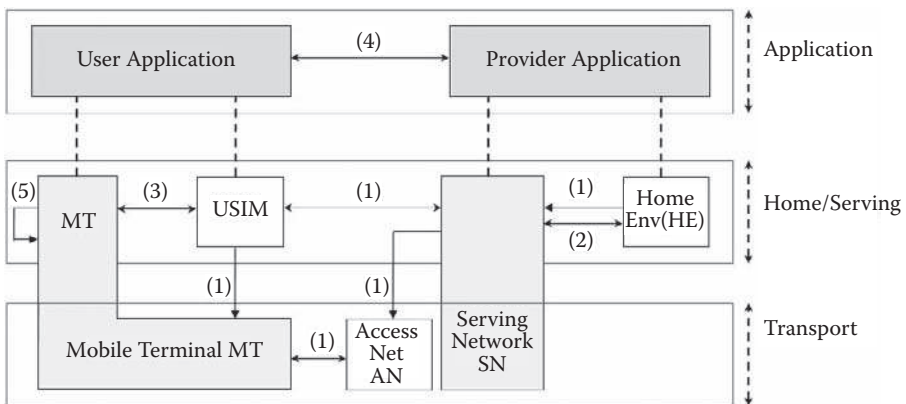 (4)
User Application
Provider Application
Application
(5)
(3)
(1)
(1)
MT
USIM
Home
Env(HE)
(2)
Home/Serving
(1)
(1)
Mobile Terminal MT
(1)
Access
Net
AN
Serving
Network
SN
Transport